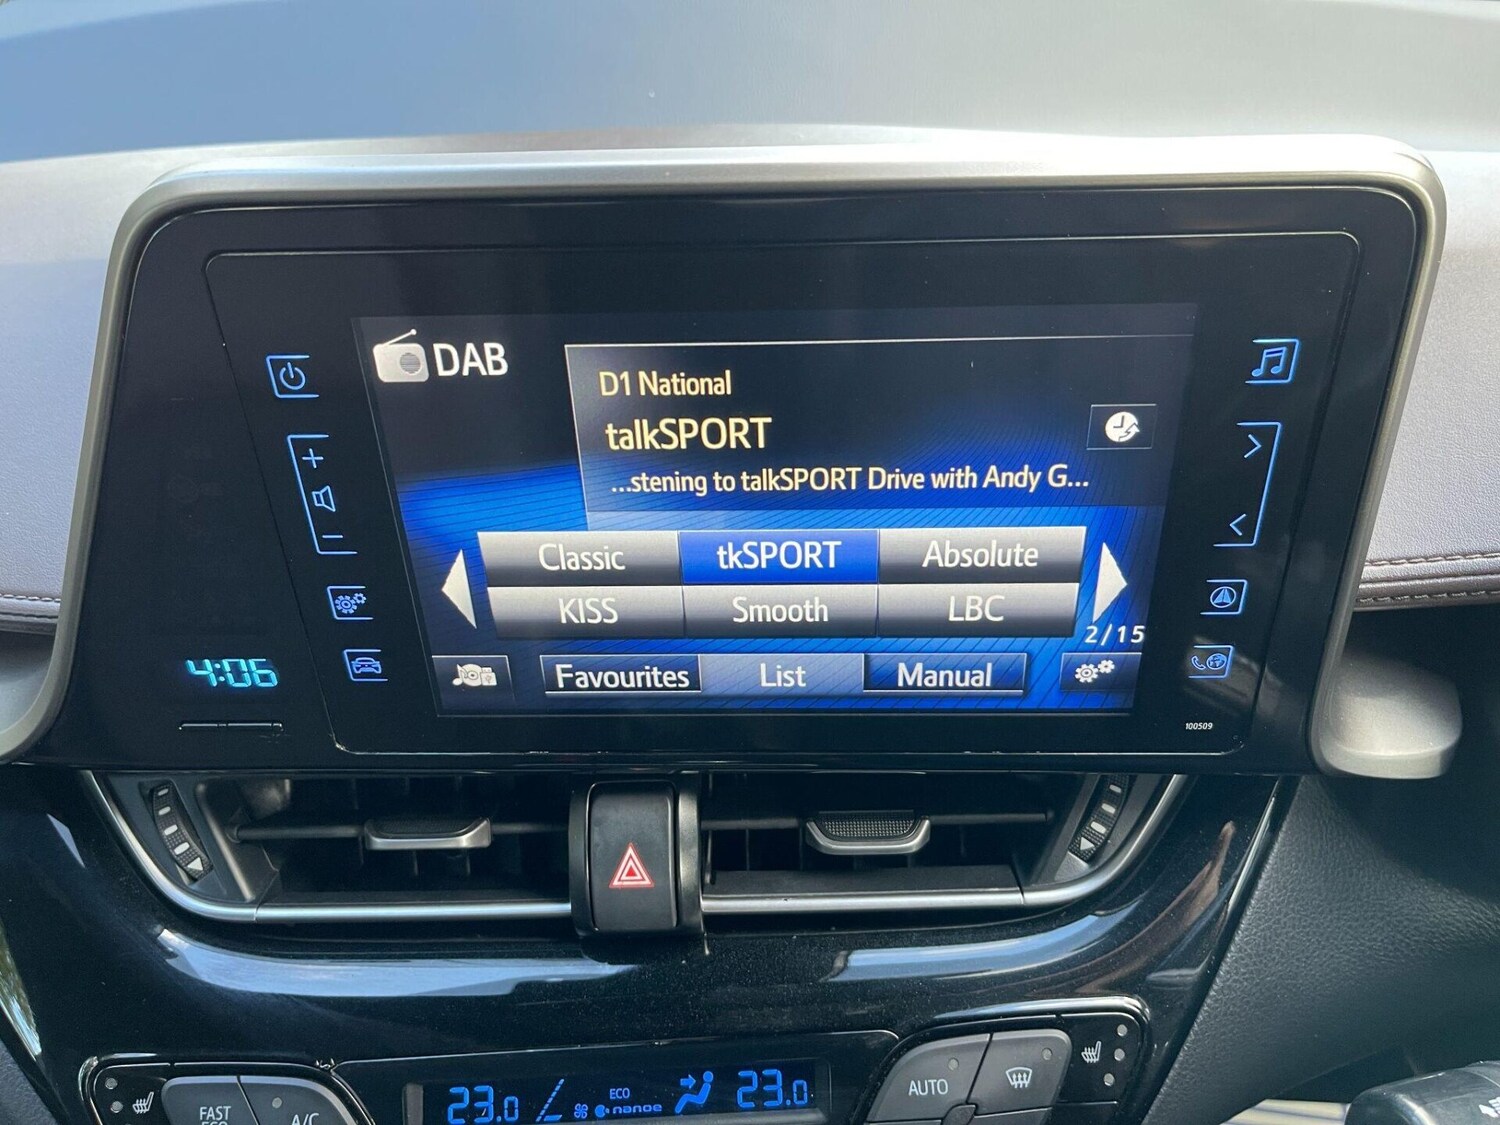 DAB
D1 National
talkSPORT
...stening to talkSPORT Drive with Andy G...
Classic
tkSPORT
Absolute
KISS
Smooth
LBC
2/15
Favourites
List
Manual
4:06
100509
23.0
ECO
nanoe
23.0
AUTO
FAST
ECO
A/C